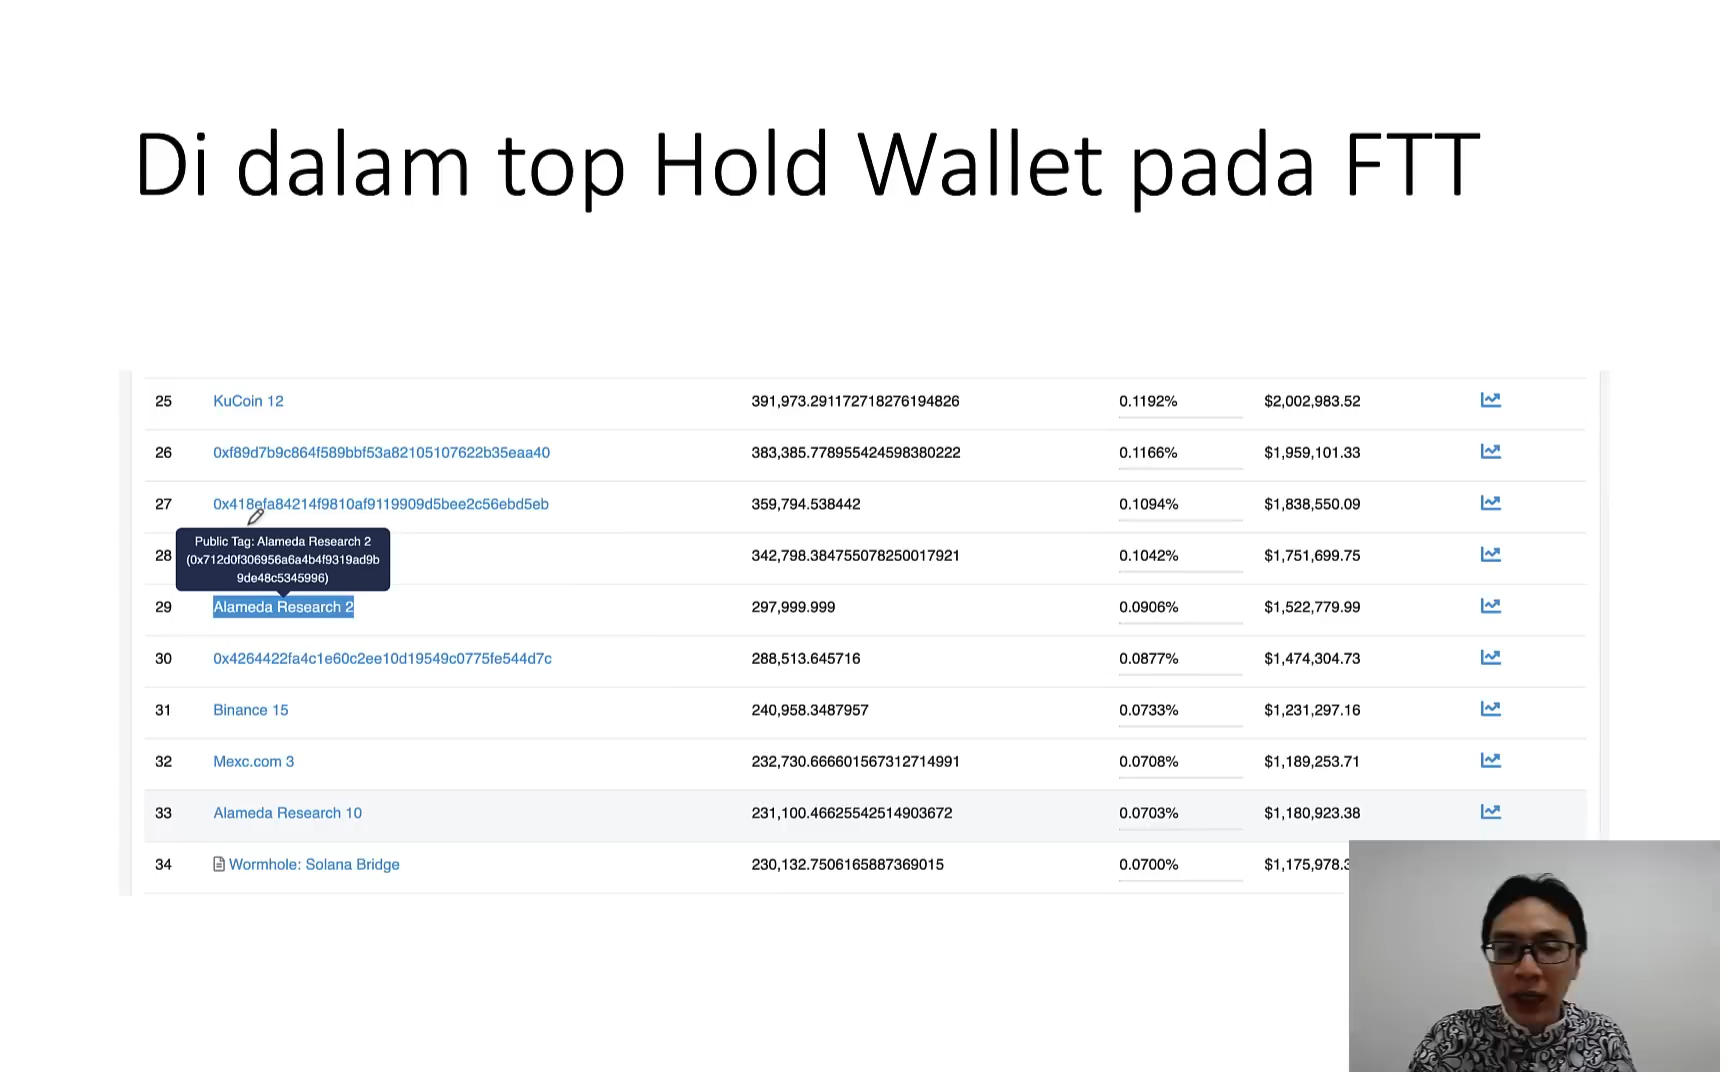 Di dalam top Hold Wallet pada FTT
25 KuCoin 12 391,973.291172718276194826 0.1192% $2,002,983.52
26 0xf89d7b9c864f589bbf53a82105107622b35eaa40 383,385.778955424598380222 0.1166% $1,959,101.33
27 0x418efa84214f9810af9119909d5bee2c56ebd5eb 359,794.538442 0.1094% $1,838,550.09
Public Tag: Alameda Research 2
(0x712d0f306956a6a4b4f9319ad9b
9de48c5345996)
28 342,798.384755078250017921 0.1042% $1,751,699.75
29 Alameda Research 2 297,999.999 0.0906% $1,522,779.99
30 0x4264422fa4c1e60c2ee10d19549c0775fe544d7c 288,513.645716 0.0877% $1,474,304.73
31 Binance 15 240,958.3487957 0.0733% $1,231,297.16
32 Mexc.com 3 232,730.666601567312714991 0.0708% $1,189,253.71
33 Alameda Research 10 231,100.46625542514903672 0.0703% $1,180,923.38
34 Wormhole: Solana Bridge 230,132.7506165887369015 0.0700% $1,175,978.